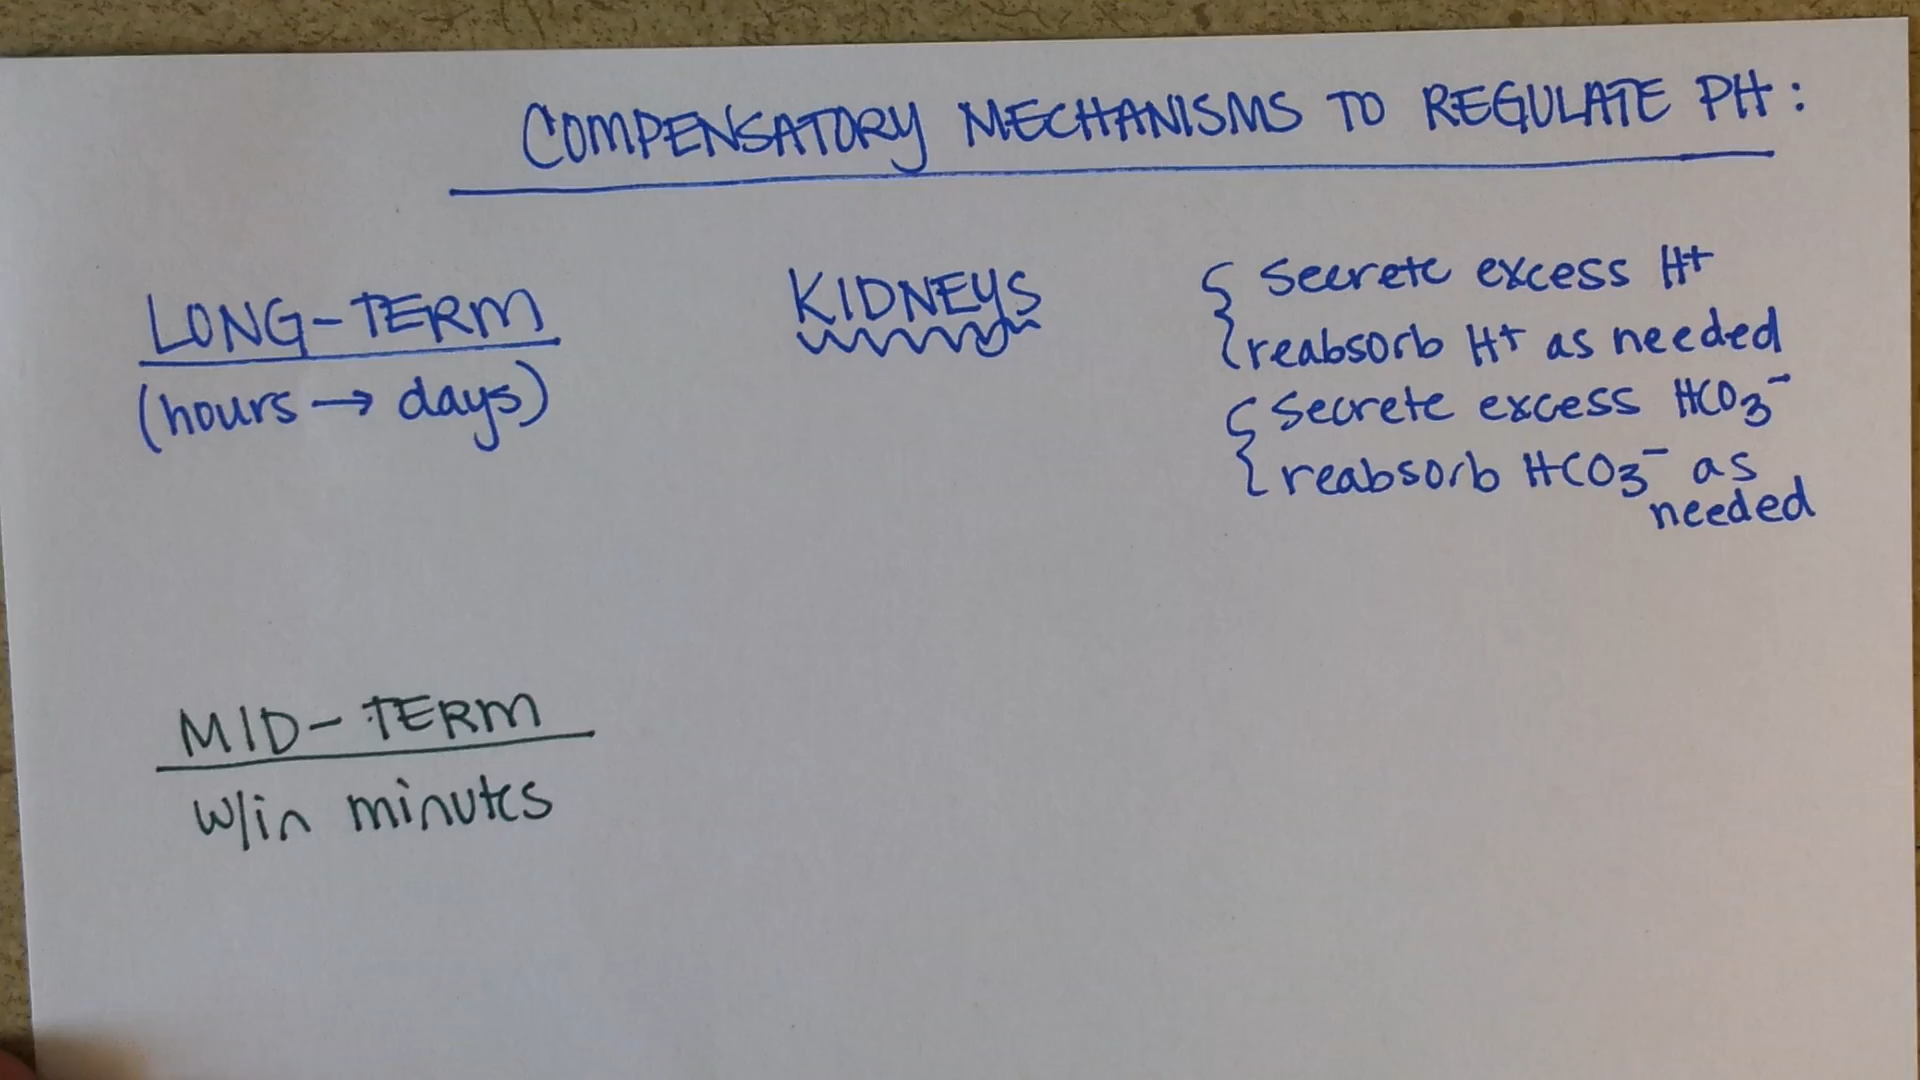 COMPENSATORY MECHANISMS TO REGULATE PH:
LONG-TERM
(hours → days)
KIDNEYS
{ secrete excess H+
reabsorb H+ as needed
{ secrete excess HCO3⁻
reabsorb HCO3⁻ as
needed
MID-TERM
w/in minutes